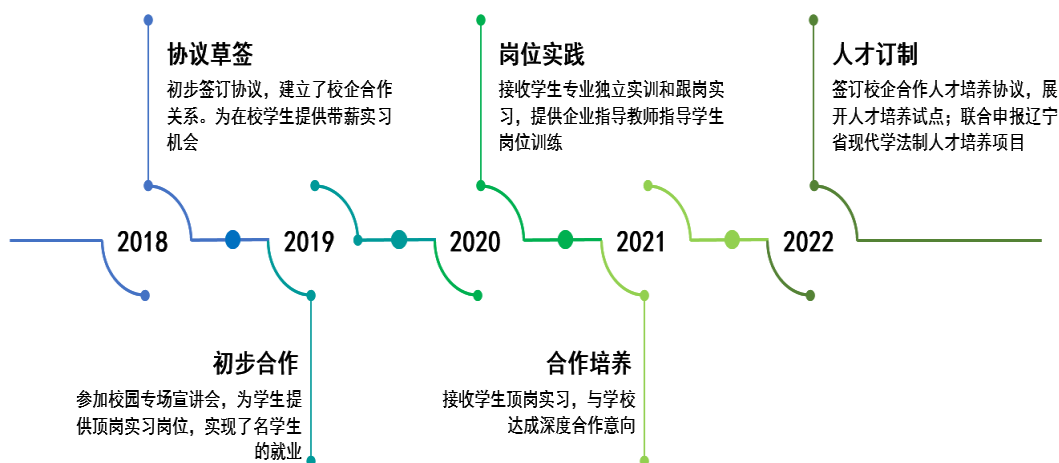 协议草签
初步签订协议，建立了校企合作
关系。为在校学生提供带薪实习
机会
岗位实践
接收学生专业独立实训和跟岗实
习，提供企业指导教师指导学生
岗位训练
人才订制
签订校企合作人才培养协议，展
开人才培养试点；联合申报辽宁
省现代学法制人才培养项目
2018
2019
2020
2021
2022
初步合作
参加校园专场宣讲会，为学生提
供顶岗实习岗位，实现了名学生
的就业
合作培养
接收学生顶岗实习，与学校
达成深度合作意向